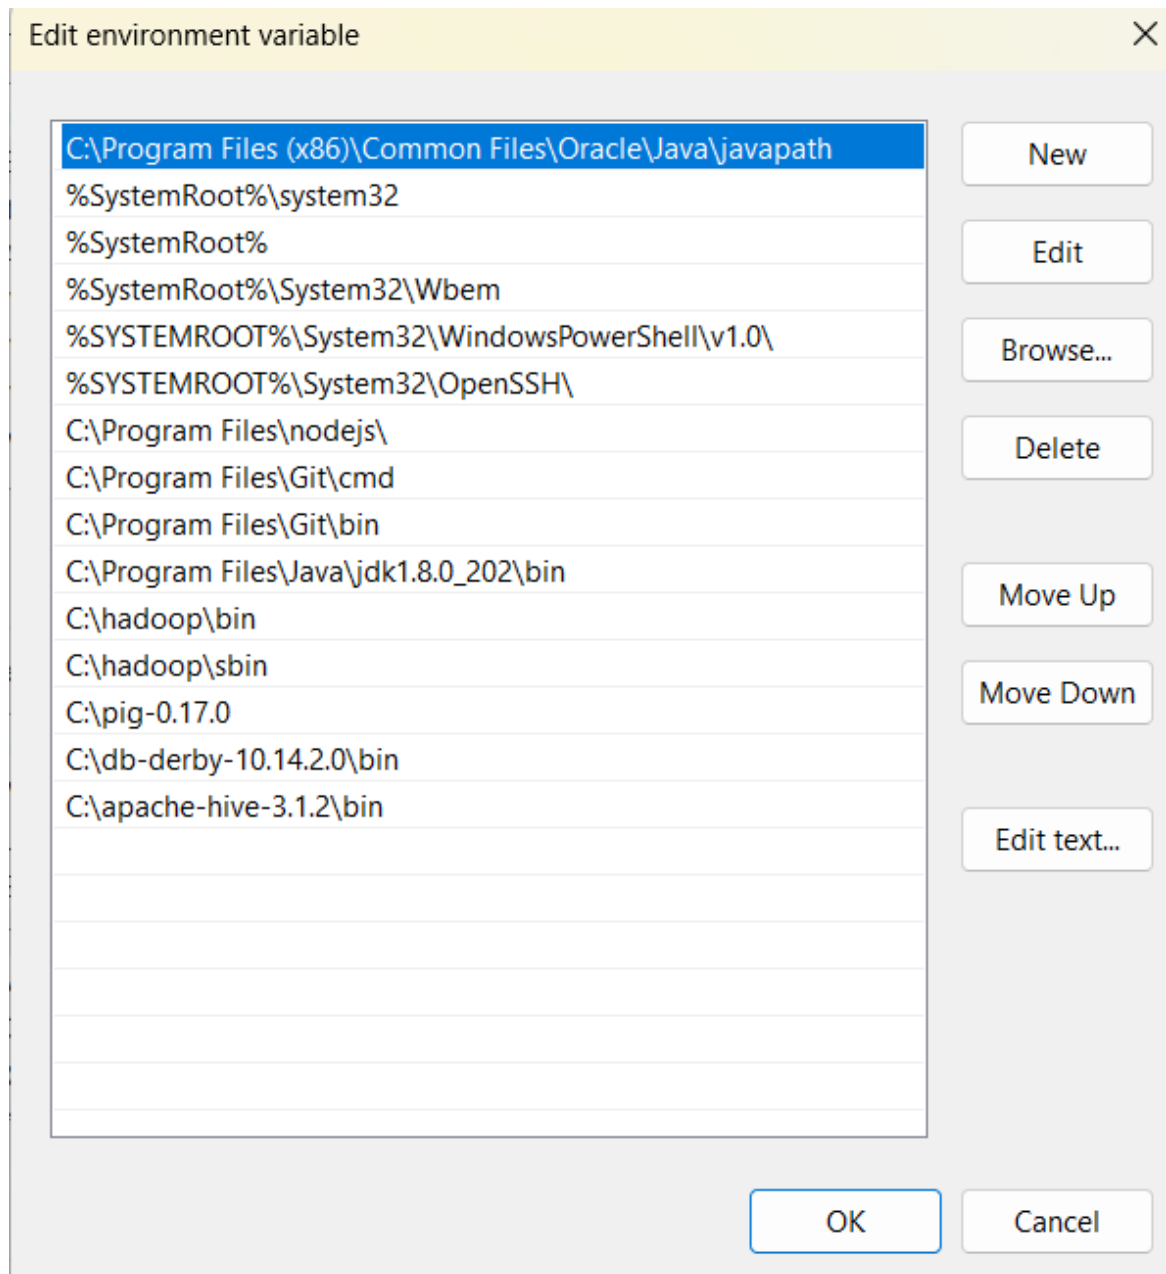 Edit environment variable
C:\Program Files (x86)\Common Files\Oracle\Java\javapath
%SystemRoot%\system32
%SystemRoot%
%SystemRoot%\System32\Wbem
%SYSTEMROOT%\System32\WindowsPowerShell\v1.0\
%SYSTEMROOT%\System32\OpenSSH\
C:\Program Files\nodejs\
C:\Program Files\Git\cmd
C:\Program Files\Git\bin
C:\Program Files\Java\jdk1.8.0_202\bin
C:\hadoop\bin
C:\hadoop\sbin
C:\pig-0.17.0
C:\db-derby-10.14.2.0\bin
C:\apache-hive-3.1.2\bin
New
Edit
Browse...
Delete
Move Up
Move Down
Edit text...
OK
Cancel